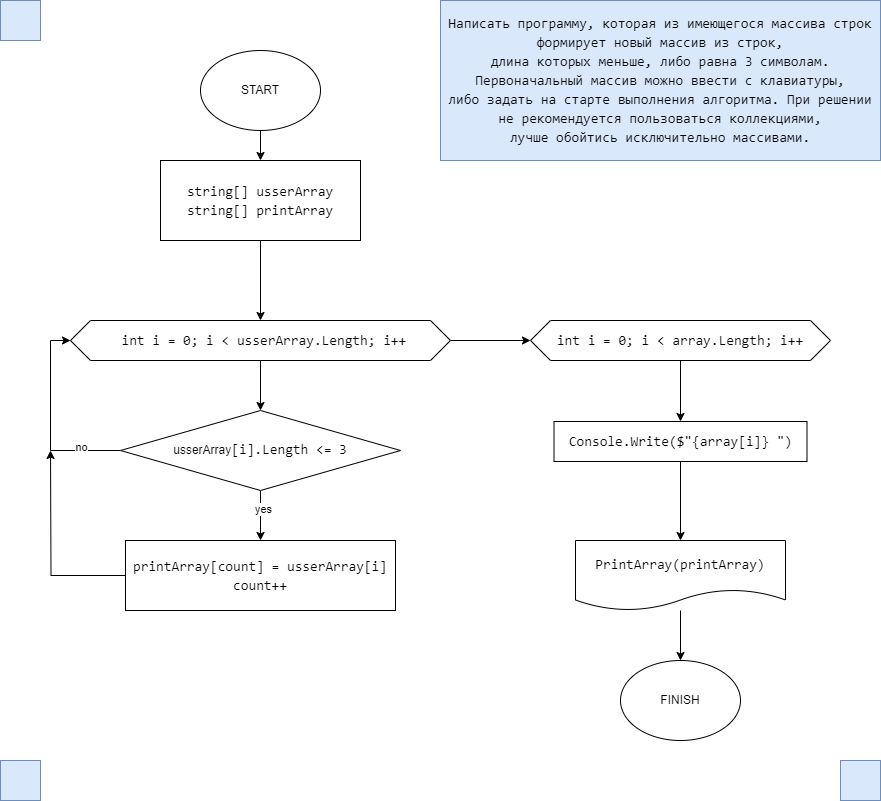 Написать программу, которая из имеющегося массива строк
формирует новый массив из строк,
длина которых меньше, либо равна 3 символам.
Первоначальный массив можно ввести с клавиатуры,
либо задать на старте выполнения алгоритма. При решении
не рекомендуется пользоваться коллекциями,
лучше обойтись исключительно массивами.
START
string[] usserArray
string[] printArray
int i = 0; i < usserArray.Length; i++
usserArray[i].Length <= 3
no
yes
printArray[count] = usserArray[i]
count++
int i = 0; i < array.Length; i++
Console.Write($"{array[i]} ")
PrintArray(printArray)
FINISH